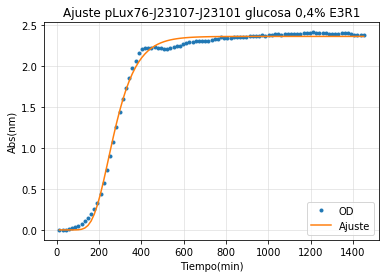 Ajuste pLux76-J23107-J23101 glucosa 0,4% E3R1
Abs(nm)
2.5
2.0
1.5
1.0
0.5
0.0
OD
Ajuste
0 200 400 600 800 1000 1200 1400
Tiempo(min)